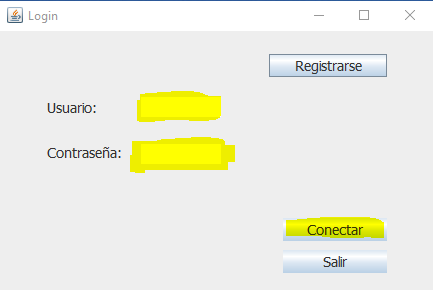 Login
Registrarse
Usuario:
Contraseña:
Conectar
Salir